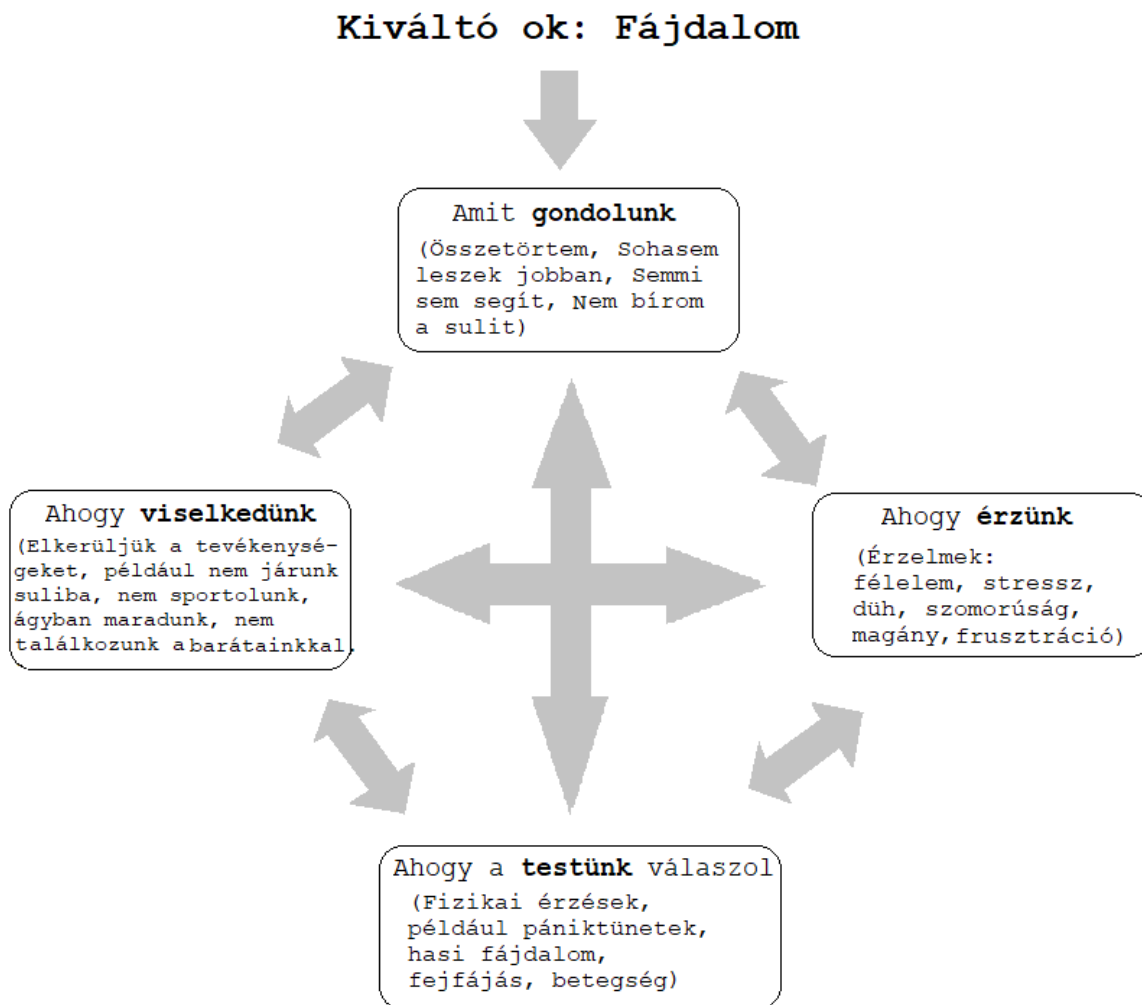 Kiváltó ok: Fájdalom
Amit gondolunk
(Összetörtem, Sohasem
leszek jobban, Semmi
sem segít, Nem bírom
a sulit)
Ahogy viselkedünk
(Elkerüljük a tevékenysé-
geket, például nem járunk
suliba, nem sportolunk,
ágyban maradunk, nem
találkozunk a barátainkkal.
Ahogy érzünk
(Érzelmek:
félelem, stressz,
düh, szomorúság,
magány, frusztráció)
Ahogy a testünk válaszol
(Fizikai érzések,
például pániktünetek,
hasi fájdalom,
fejfájás, betegség)